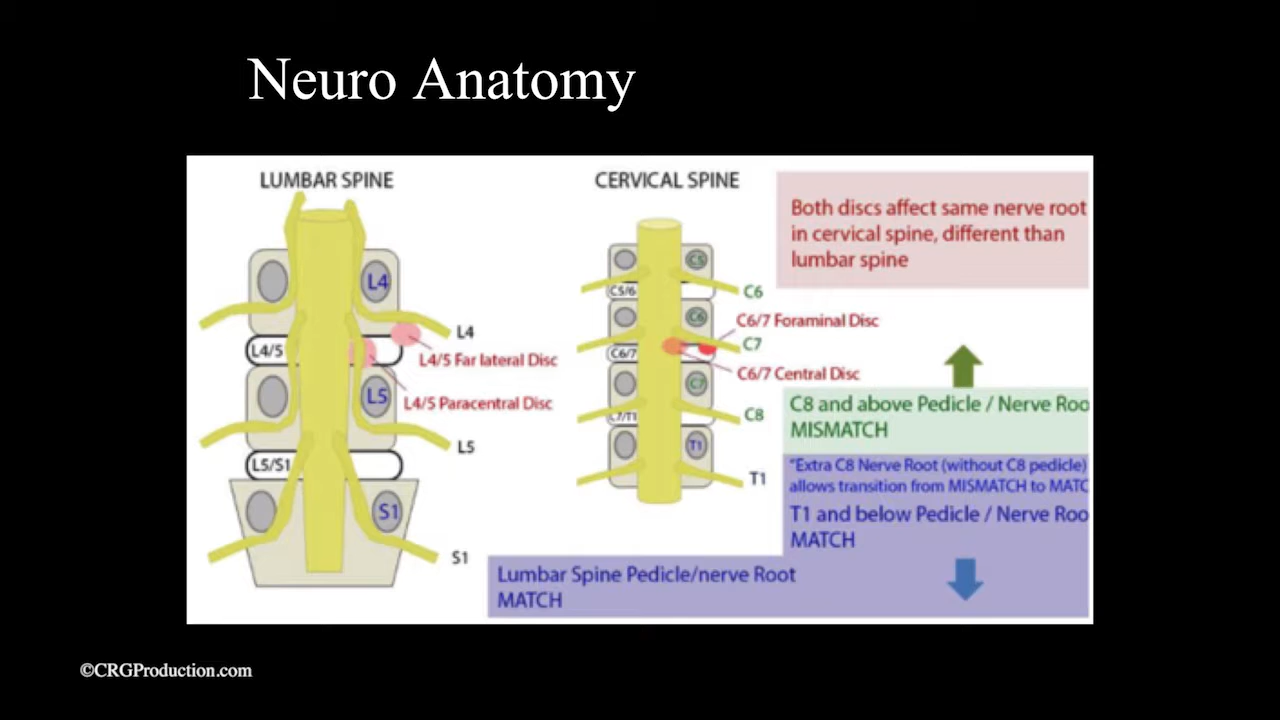 Neuro Anatomy
LUMBAR SPINE
L4
L4
L4/5
L4/5 Far lateral Disc
L5
L4/5 Paracentral Disc
L5
L5/S1
S1
S1
CERVICAL SPINE
C5
C5/6
C6
C6
C6/7 Foraminal Disc
C7
C6/7
C6/7 Central Disc
C7
C8
C7/T1
T1
T1
Both discs affect same nerve root
in cervical spine, different than
lumbar spine
C8 and above Pedicle / Nerve Roo
MISMATCH
"Extra C8 Nerve Root (without C8 pedicle)
allows transition from MISMATCH to MATC
T1 and below Pedicle / Nerve Roo
MATCH
Lumbar Spine Pedicle/nerve Root
MATCH
©CRGProduction.com